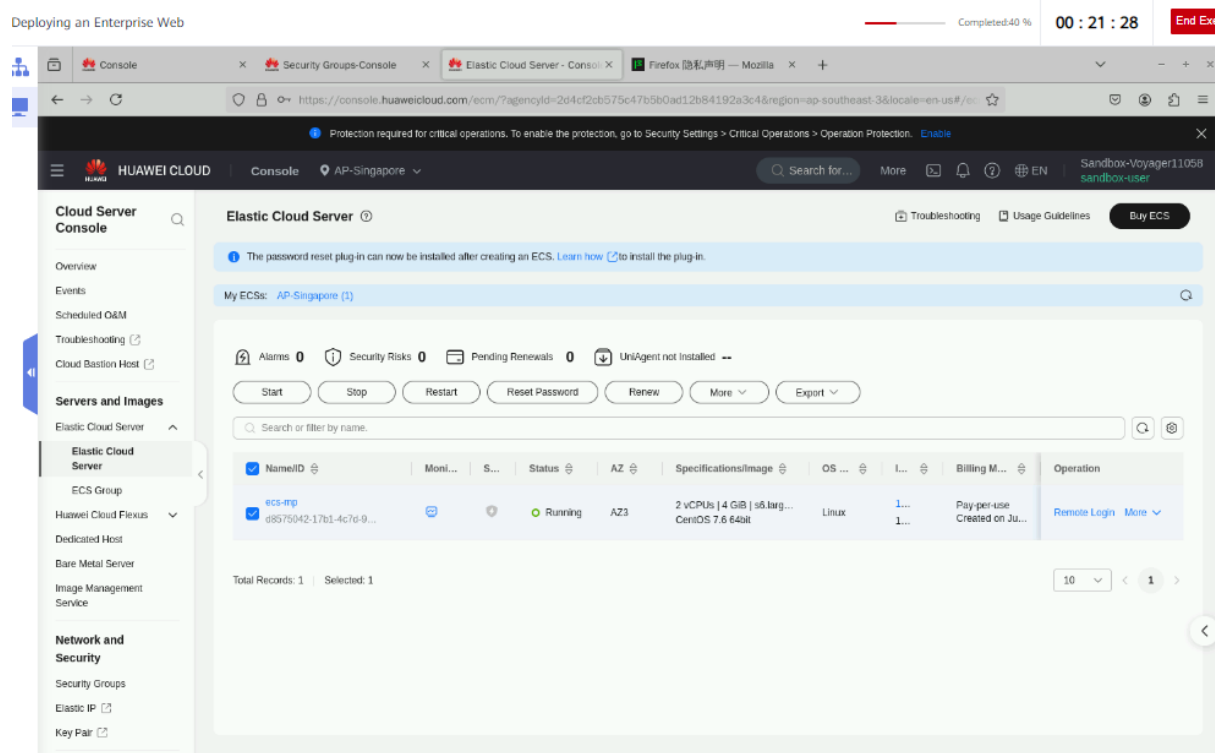 Deploying an Enterprise Web
Completed:40 %
00 : 21 : 28
End Exe
Console
Security Groups-Console
Elastic Cloud Server - Consol
Firefox 隐私声明 — Mozilla
https://console.huaweicloud.com/ecm/?agencyId=2d4cf2cb575c47b5b0ad12b84192a3c4&region=ap-southeast-3&locale=en-us#/ec
Protection required for critical operations. To enable the protection, go to Security Settings > Critical Operations > Operation Protection. Enable
HUAWEI
HUAWEI CLOUD
Console
AP-Singapore
Search for...
More
EN
Sandbox-Voyager11058
sandbox-user
Cloud Server
Console
Overview
Events
Scheduled O&M
Troubleshooting
Cloud Bastion Host
Servers and Images
Elastic Cloud Server
Elastic Cloud
Server
ECS Group
Huawei Cloud Flexus
Dedicated Host
Bare Metal Server
Image Management
Service
Network and
Security
Security Groups
Elastic IP
Key Pair
Elastic Cloud Server
Troubleshooting
Usage Guidelines
Buy ECS
The password reset plug-in can now be installed after creating an ECS. Learn how to install the plug-in.
My ECSs: AP-Singapore (1)
Alarms 0
Security Risks 0
Pending Renewals 0
UniAgent not Installed --
Start
Stop
Restart
Reset Password
Renew
More
Export
Search or filter by name.
Name/ID
Moni...
S...
Status
AZ
Specifications/Image
OS ...
I...
Billing M...
Operation
ecs-mp
d8575042-17b1-4c7d-9...
Running
AZ3
2 vCPUs | 4 GiB | s6.larg...
CentOS 7.6 64bit
Linux
1...
1...
Pay-per-use
Created on Ju...
Remote Login
More
Total Records: 1
Selected: 1
10
1